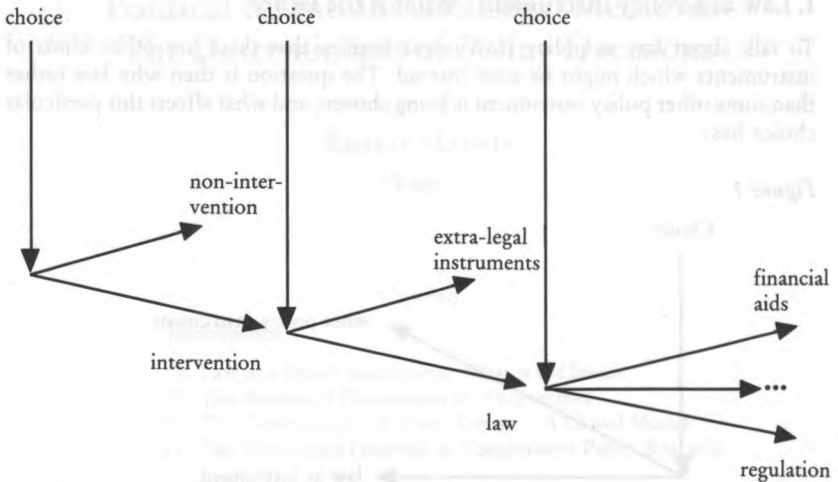 choice
choice
choice
non-inter-
vention
extra-legal
instruments
financial
aids
intervention
...
law
regulation